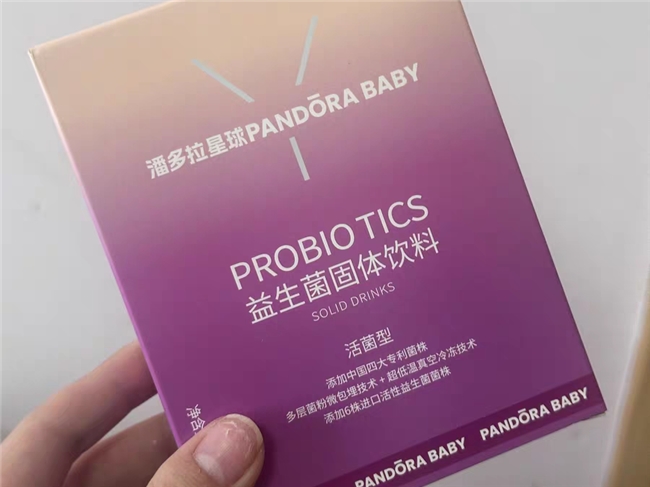 潘多拉星球PANDŌRA BABY
PROBIOTICS
益生菌固体饮料
SOLID DRINKS
活菌型
添加中国四大专利菌株
多层菌粉微包埋技术 + 超低温真空冷冻技术
添加6株进口活性益生菌菌株
PANDŌRA BABY PANDŌRA BABY